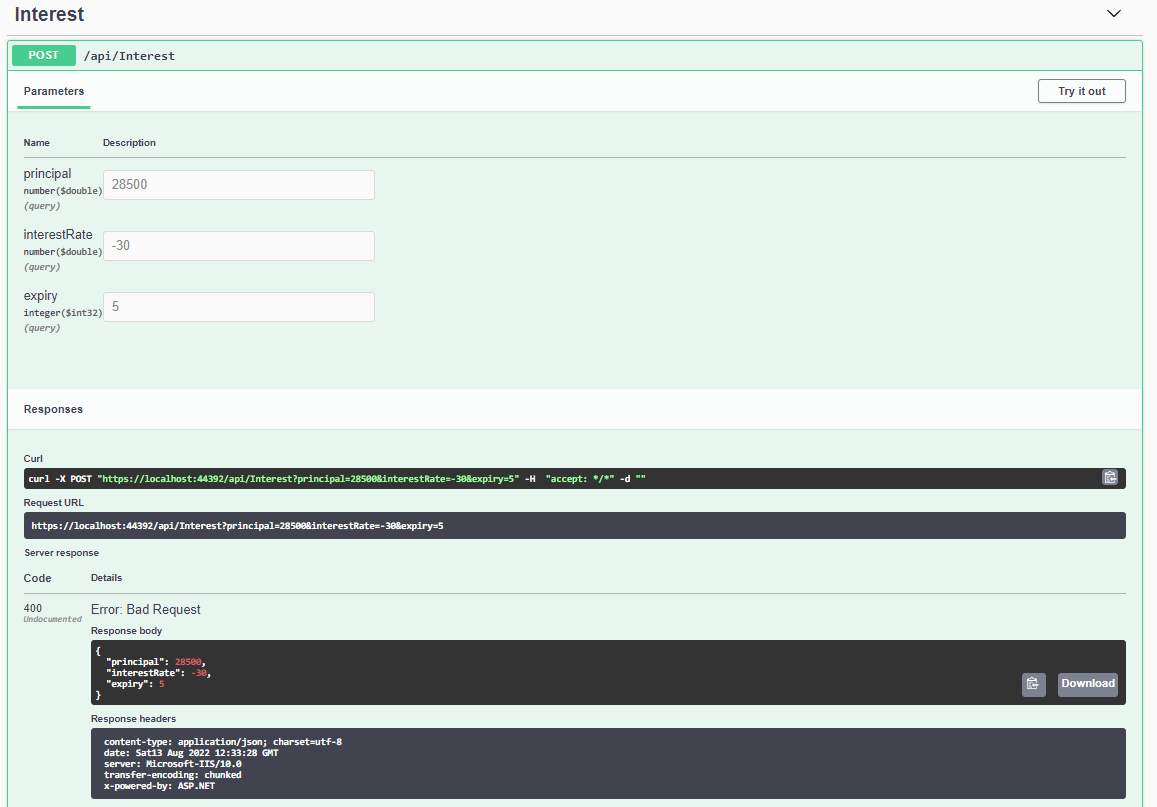 Interest
POST /api/Interest
Parameters
Try it out
Name Description
principal
number($double)
(query)
28500
interestRate
number($double)
(query)
-30
expiry
integer($int32)
(query)
5
Responses
Curl
curl -X POST "https://localhost:44392/api/Interest?principal=28500&interestRate=-30&expiry=5" -H  "accept: */*" -d ""
Request URL
https://localhost:44392/api/Interest?principal=28500&interestRate=-30&expiry=5
Server response
Code Details
400
Undocumented
Error: Bad Request
Response body
{
  "principal": 28500,
  "interestRate": -30,
  "expiry": 5
}
Download
Response headers
content-type: application/json; charset=utf-8
date: Sat13 Aug 2022 12:33:28 GMT
server: Microsoft-IIS/10.0
transfer-encoding: chunked
x-powered-by: ASP.NET